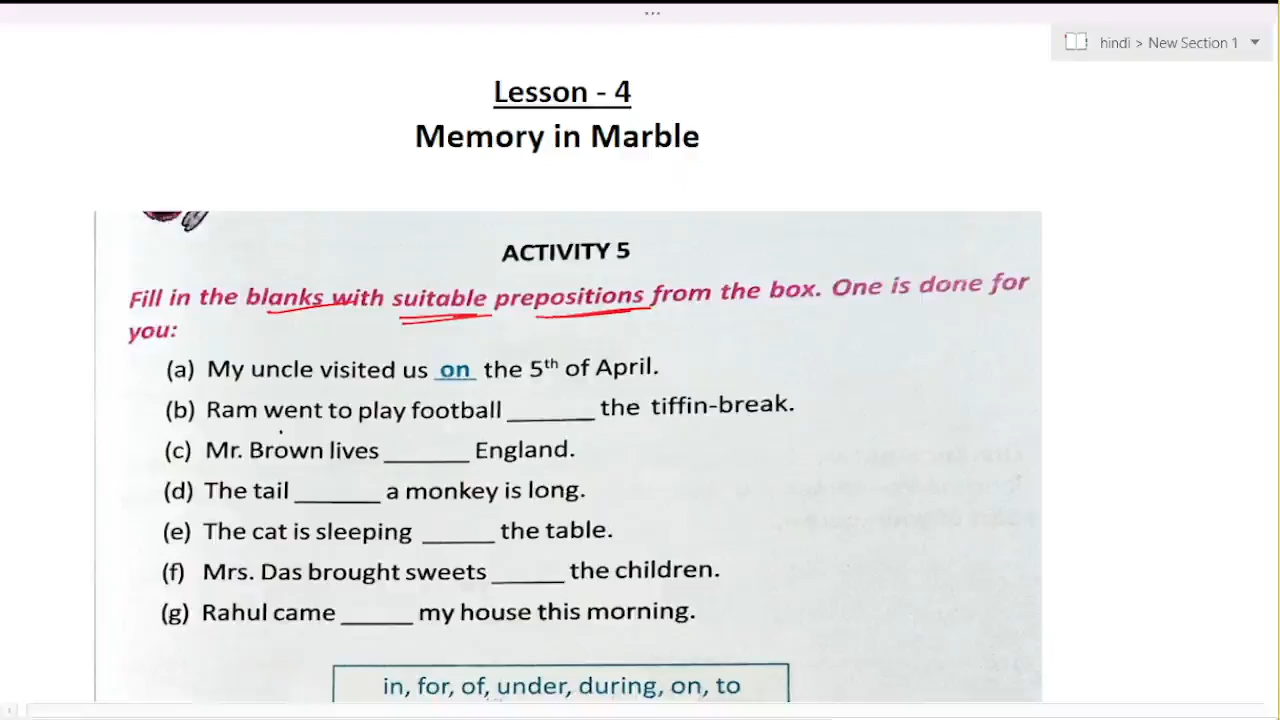 ...
hindi > New Section 1
Lesson - 4
Memory in Marble
ACTIVITY 5
Fill in the blanks with suitable prepositions from the box. One is done for
you:
(a) My uncle visited us on the 5th of April.
(b) Ram went to play football ______ the tiffin-break.
(c) Mr. Brown lives ______ England.
(d) The tail ______ a monkey is long.
(e) The cat is sleeping _____ the table.
(f) Mrs. Das brought sweets _____ the children.
(g) Rahul came _____ my house this morning.
in, for, of, under, during, on, to